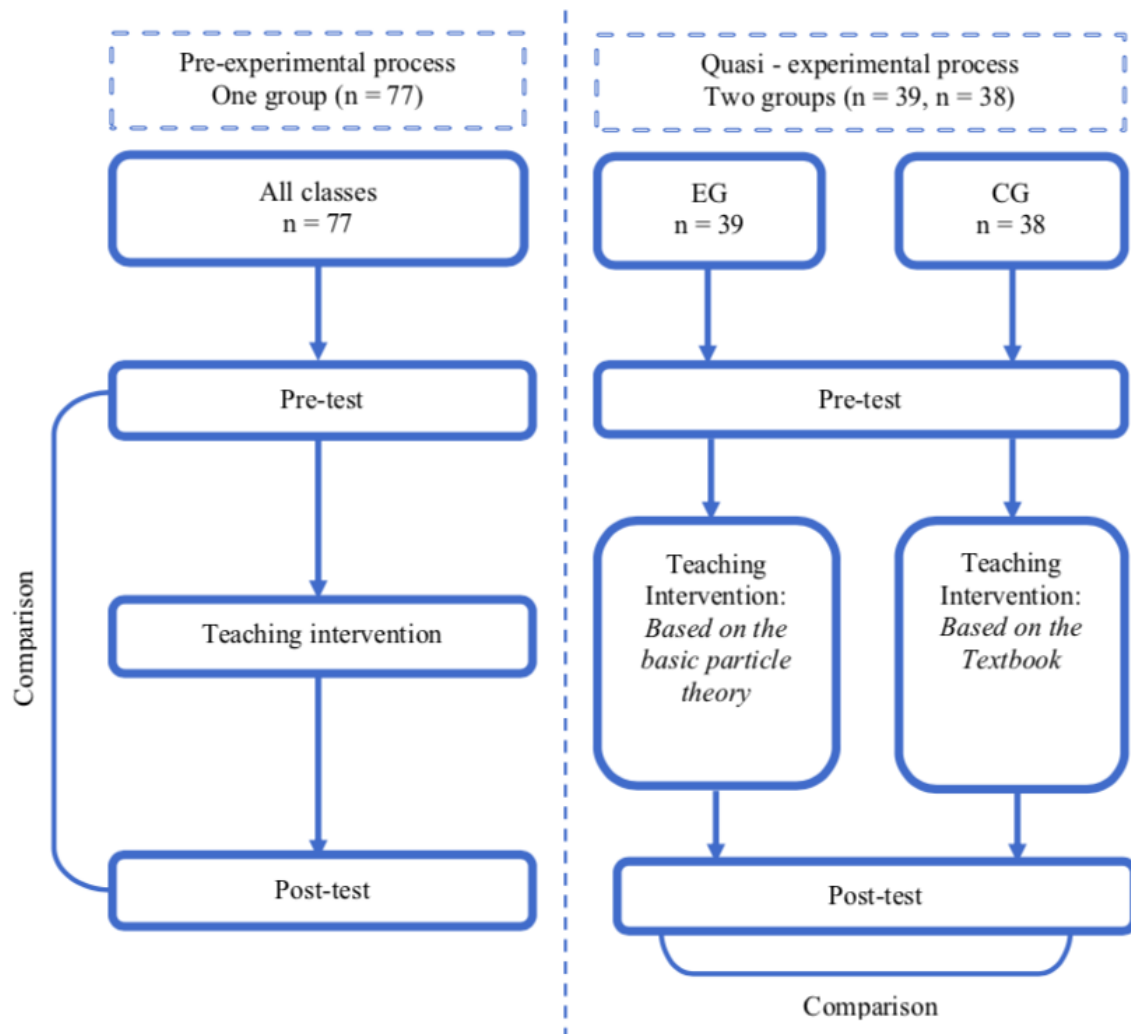 Pre-experimental process
One group (n = 77)
All classes
n = 77
Pre-test
Teaching intervention
Post-test
Comparison
Quasi - experimental process
Two groups (n = 39, n = 38)
EG
n = 39
CG
n = 38
Pre-test
Teaching
Intervention:
Based on the
basic particle
theory
Teaching
Intervention:
Based on the
Textbook
Post-test
Comparison